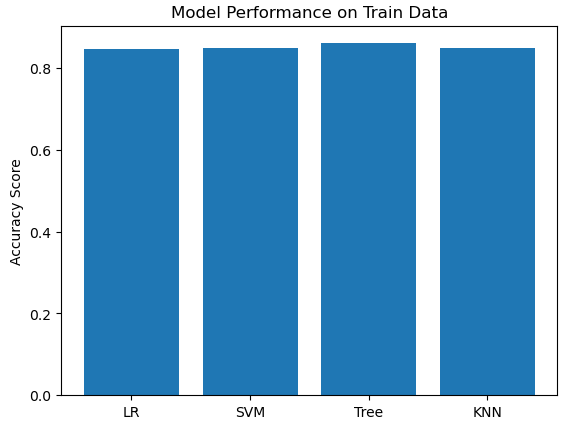 Model Performance on Train Data
Accuracy Score
0.8
0.6
0.4
0.2
0.0
LR
SVM
Tree
KNN